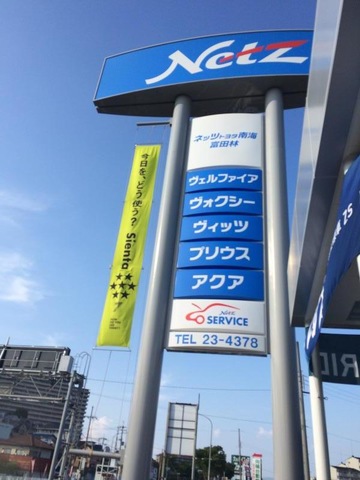 Netz
ネッツトヨタ南海
富田林
ヴェルファイア
ヴォクシー
ヴィッツ
プリウス
アクア
Netz
SERVICE
TEL 23-4378
今日を、どう使う？ Sienta